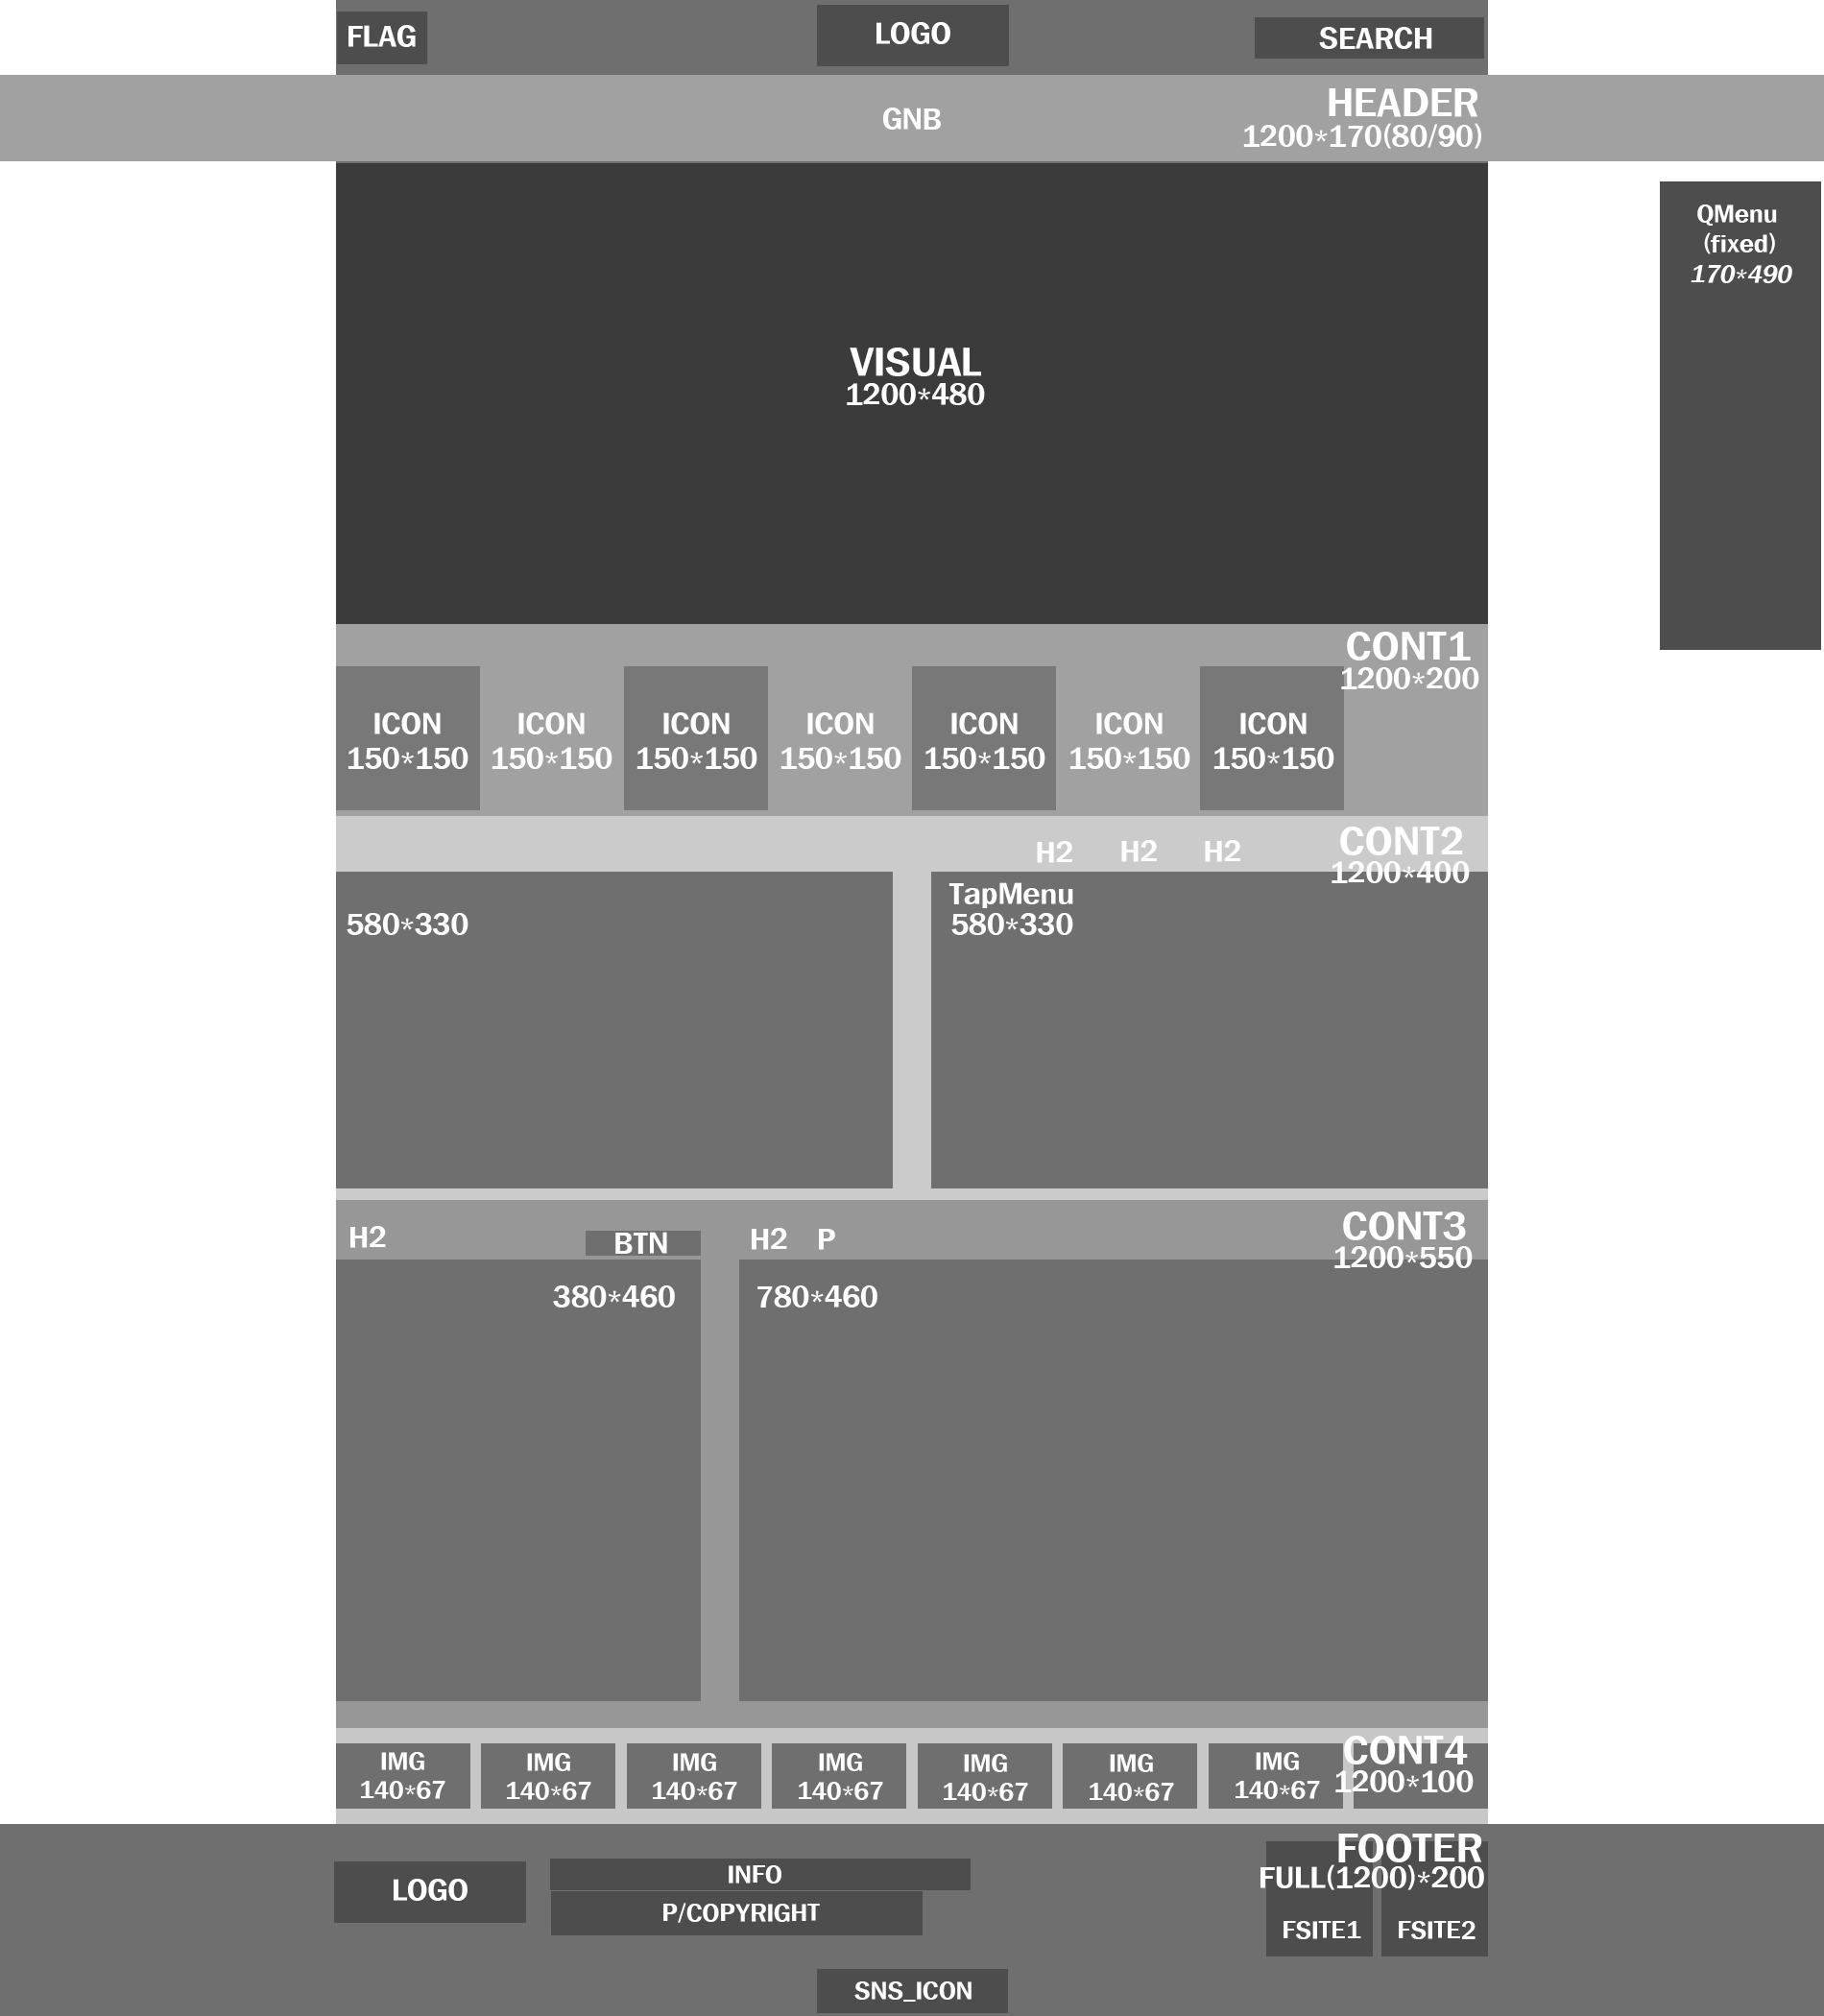 FLAG
LOGO
SEARCH
GNB
HEADER
1200*170(80/90)
QMenu
(fixed)
170*490
VISUAL
1200*480
CONT1
1200*200
ICON
150*150
ICON
150*150
ICON
150*150
ICON
150*150
ICON
150*150
ICON
150*150
ICON
150*150
H2
H2
H2
CONT2
1200*400
580*330
TapMenu
580*330
H2
BTN
H2
P
CONT3
1200*550
380*460
780*460
IMG
140*67
IMG
140*67
IMG
140*67
IMG
140*67
IMG
140*67
IMG
140*67
IMG
140*67
CONT4
1200*100
FOOTER
FULL(1200)*200
LOGO
INFO
P/COPYRIGHT
FSITE1
FSITE2
SNS_ICON